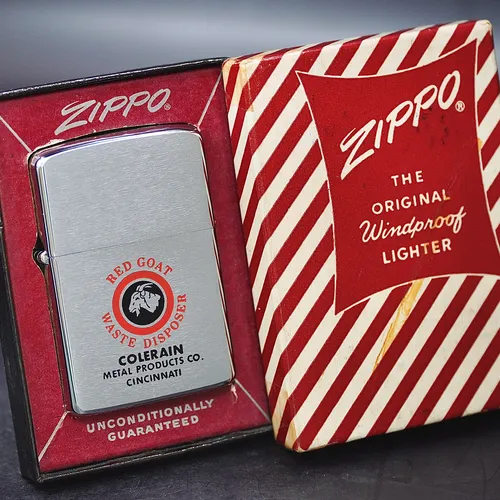 ZIPPO®
RED GOAT
WASTE DISPOSER
COLERAIN
METAL PRODUCTS CO.
CINCINNATI
UNCONDITIONALLY
GUARANTEED
ZIPPO®
THE
ORIGINAL
Windproof
LIGHTER